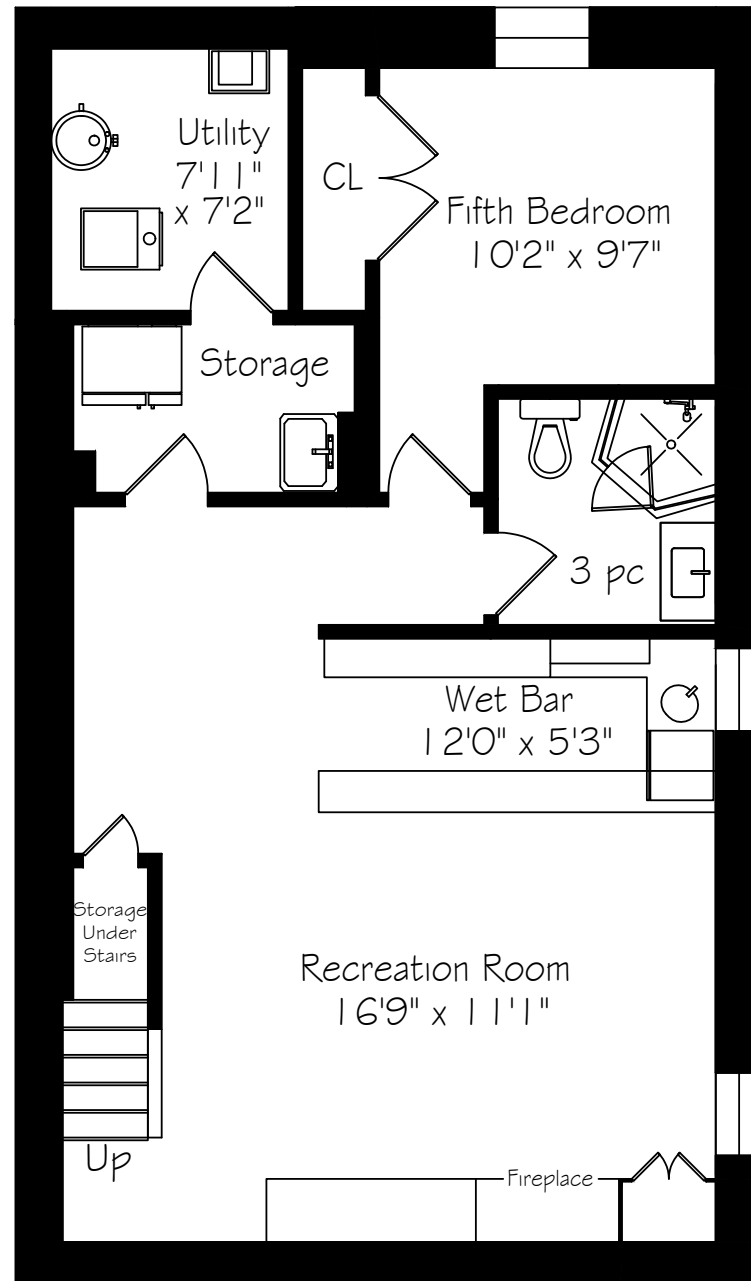 Utility
7'11"
x 7'2"
CL
Fifth Bedroom
10'2" x 9'7"
Storage
3 pc
Wet Bar
12'0" x 5'3"
Storage
Under
Stairs
Recreation Room
16'9" x 11'1"
Up
Fireplace